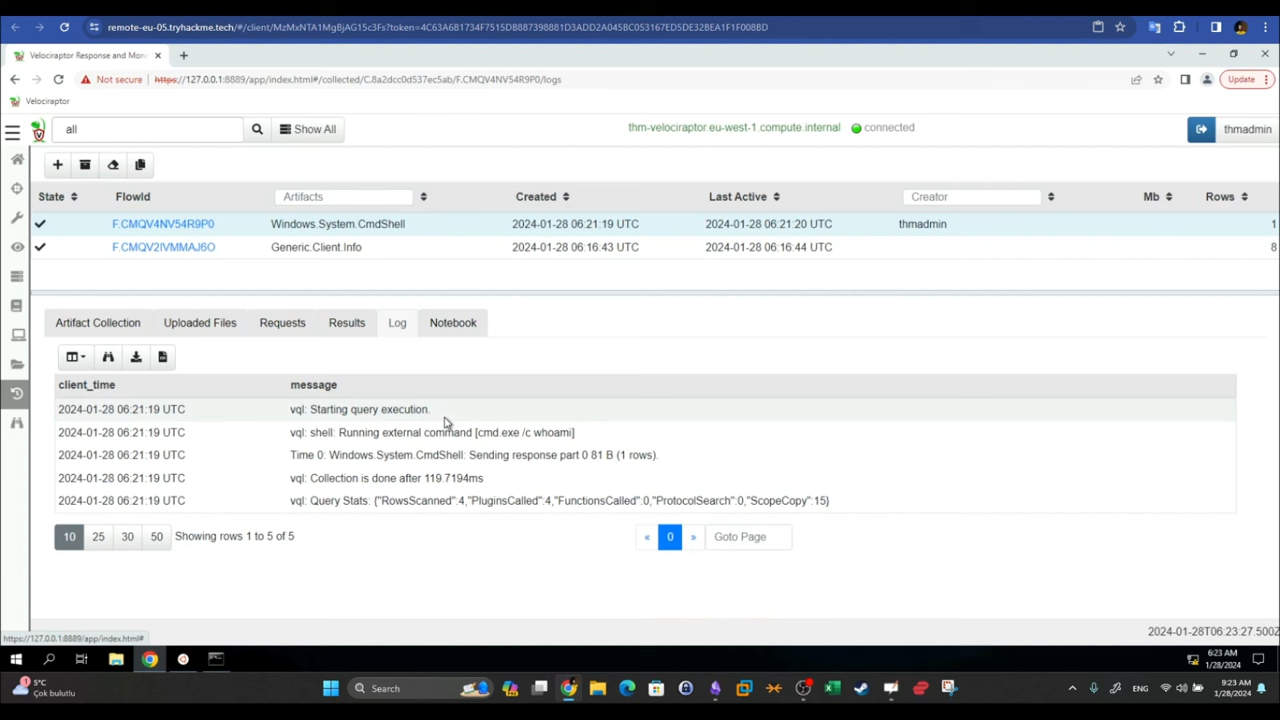 remote-eu-05.tryhackme.tech/#/client/MzMxNTA1MgBjAG15c3Fs?token=4C63A6B1734F7515DB887398881D3ADD2A045BC053167ED5DE32BEA1F1F008BD
Velociraptor Response and Mon
Not secure https://127.0.0.1:8889/app/index.html#/collected/C.8a2dcc0d537ec5ab/F.CMQV4NV54R9P0/logs Update
Velociraptor
all Show All thm-velociraptor.eu-west-1.compute.internal connected thmadmin
State FlowId Artifacts Created Last Active Creator Mb Rows
F.CMQV4NV54R9P0 Windows.System.CmdShell 2024-01-28 06:21:19 UTC 2024-01-28 06:21:20 UTC thmadmin 1
F.CMQV2IVMMAJ6O Generic.Client.Info 2024-01-28 06:16:43 UTC 2024-01-28 06:16:44 UTC 8
Artifact Collection Uploaded Files Requests Results Log Notebook
client_time message
2024-01-28 06:21:19 UTC vql: Starting query execution.
2024-01-28 06:21:19 UTC vql: shell: Running external command [cmd.exe /c whoami]
2024-01-28 06:21:19 UTC Time 0: Windows.System.CmdShell: Sending response part 0 81 B (1 rows).
2024-01-28 06:21:19 UTC vql: Collection is done after 119.7194ms
2024-01-28 06:21:19 UTC vql: Query Stats: {"RowsScanned":4,"PluginsCalled":4,"FunctionsCalled":0,"ProtocolSearch":0,"ScopeCopy":15}
10 25 30 50 Showing rows 1 to 5 of 5 « 0 » Goto Page
https://127.0.0.1:8889/app/index.html#
2024-01-28T06:23:27.500Z
6:23 AM
1/28/2024
1 5°C
Çok bulutlu
Search
ENG
9:23 AM
1/28/2024